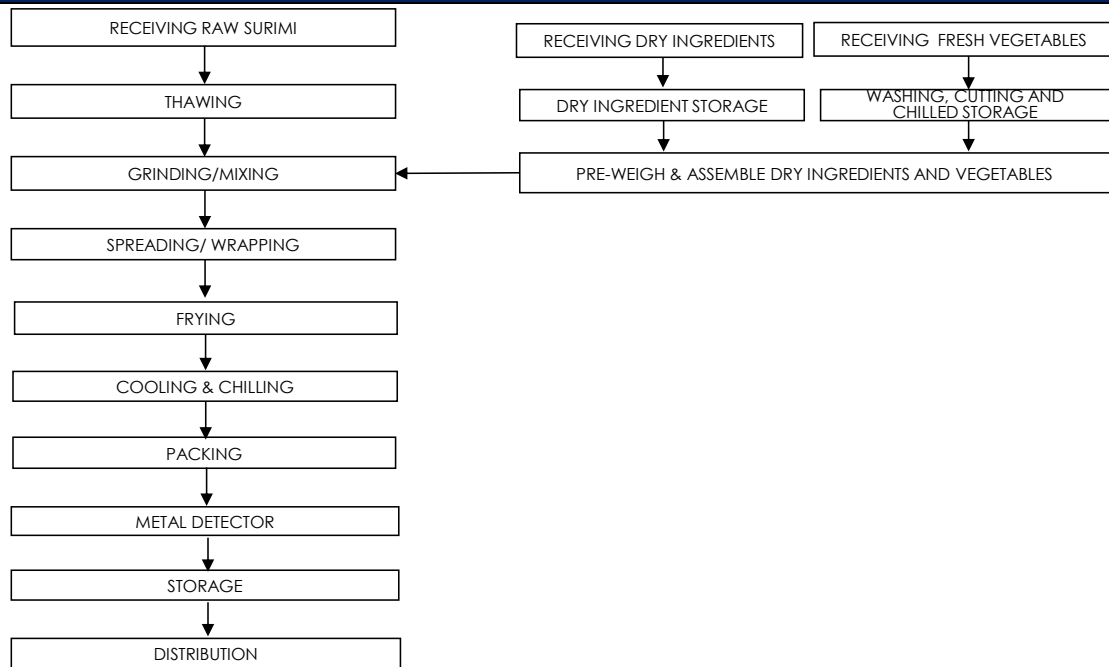 RECEIVING RAW SURIMI
RECEIVING DRY INGREDIENTS
RECEIVING FRESH VEGETABLES
THAWING
DRY INGREDIENT STORAGE
WASHING, CUTTING AND
CHILLED STORAGE
GRINDING/MIXING
PRE-WEIGH & ASSEMBLE DRY INGREDIENTS AND VEGETABLES
SPREADING/ WRAPPING
FRYING
COOLING & CHILLING
PACKING
METAL DETECTOR
STORAGE
DISTRIBUTION